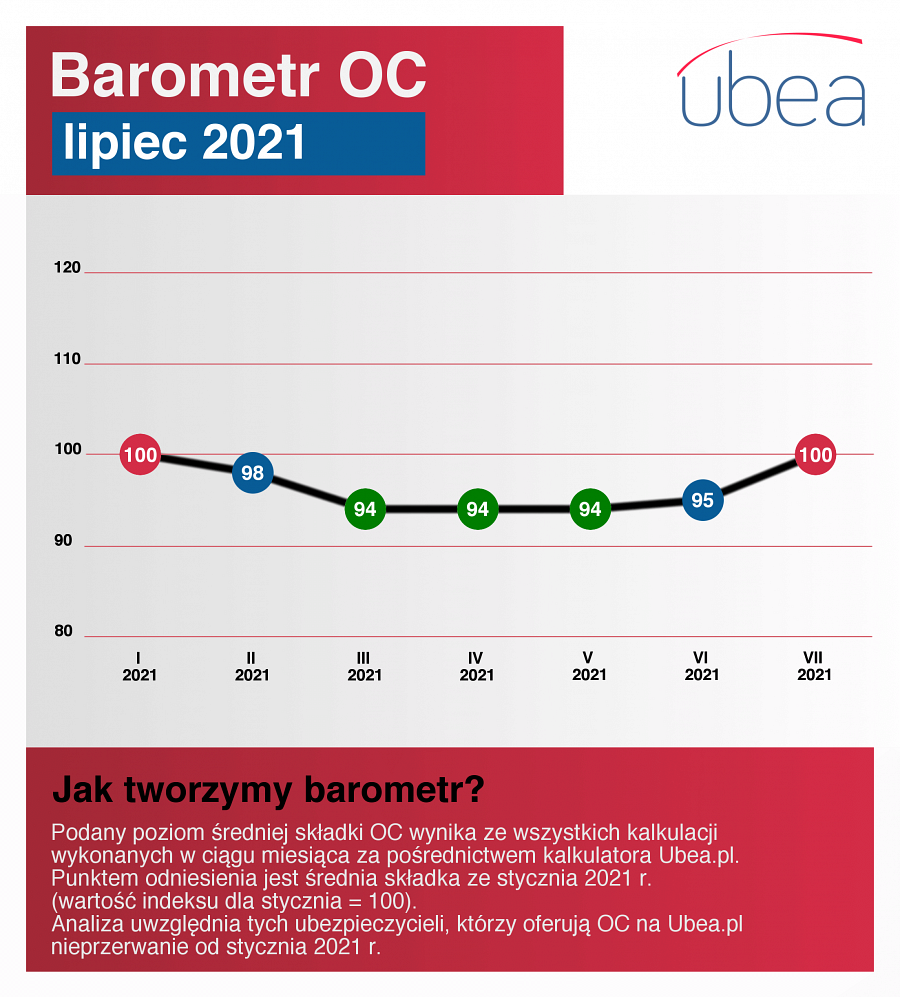 Barometr OC
lipiec 2021
ubea
120
110
100
90
80
100
98
94
94
94
95
100
I
2021
II
2021
III
2021
IV
2021
V
2021
VI
2021
VII
2021
Jak tworzymy barometr?
Podany poziom średniej składki OC wynika ze wszystkich kalkulacji
wykonanych w ciągu miesiąca za pośrednictwem kalkulatora Ubea.pl.
Punktem odniesienia jest średnia składka ze stycznia 2021 r.
(wartość indeksu dla stycznia = 100).
Analiza uwzględnia tych ubezpieczycieli, którzy oferują OC na Ubea.pl
nieprzerwanie od stycznia 2021 r.